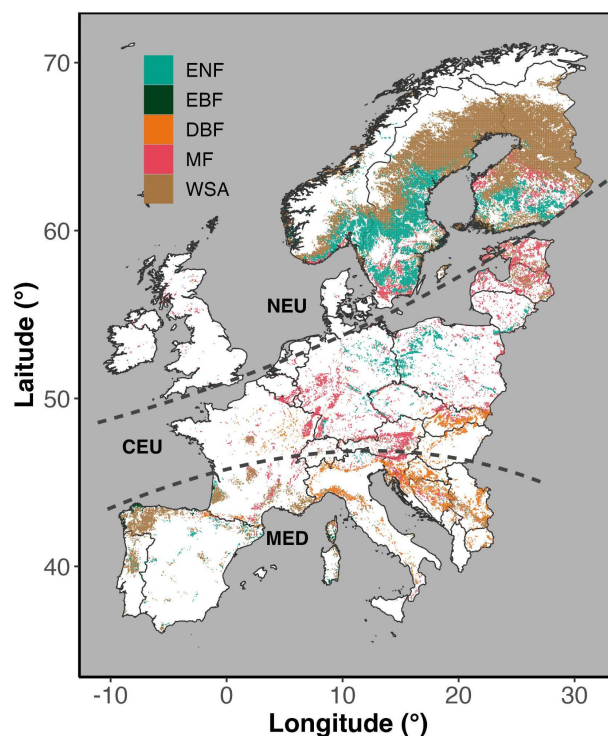 70
60
50
40
Laitude (°)
ENF
EBF
DBF
MF
WSA
NEU
CEU
MED
-10 0 10 20 30
Longitude (°)